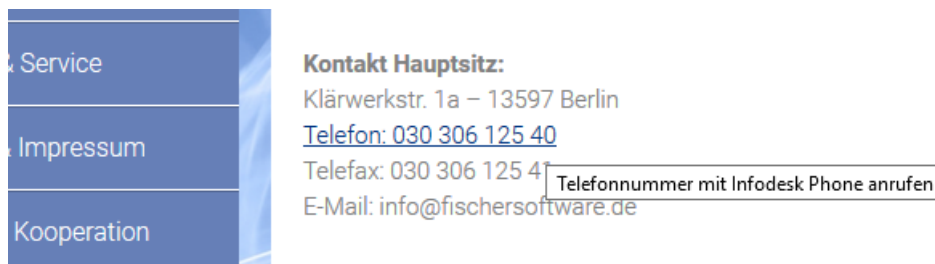 & Service
& Impressum
Kooperation
Kontakt Hauptsitz:
Klärwerkstr. 1a – 13597 Berlin
Telefon: 030 306 125 40
Telefax: 030 306 125
Telefonnummer mit Infodesk Phone anrufen
E-Mail: info@fischersoftware.de